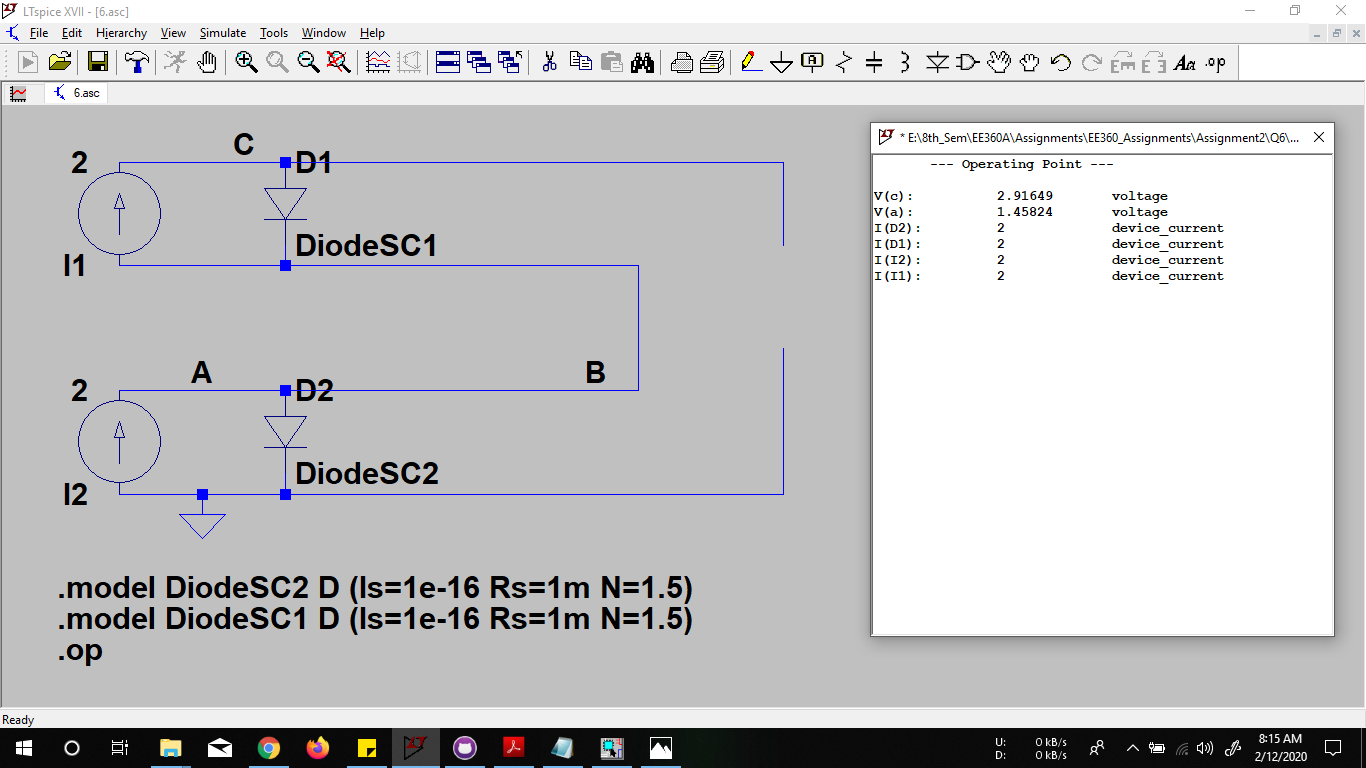 LTspice XVII - [6.asc]
File Edit Hierarchy View Simulate Tools Window Help
.op
6.asc
C
2 D1
DiodeSC1
I1
A B
2 D2
DiodeSC2
I2
.model DiodeSC2 D (Is=1e-16 Rs=1m N=1.5)
.model DiodeSC1 D (Is=1e-16 Rs=1m N=1.5)
.op
* E:\8th_Sem\EE360A\Assignments\EE360_Assignments\Assignment2\Q6\...
--- Operating Point ---
V(c): 2.91649 voltage
V(a): 1.45824 voltage
I(D2): 2 device_current
I(D1): 2 device_current
I(I2): 2 device_current
I(I1): 2 device_current
Ready
U: 0 kB/s
D: 0 kB/s
8:15 AM
2/12/2020